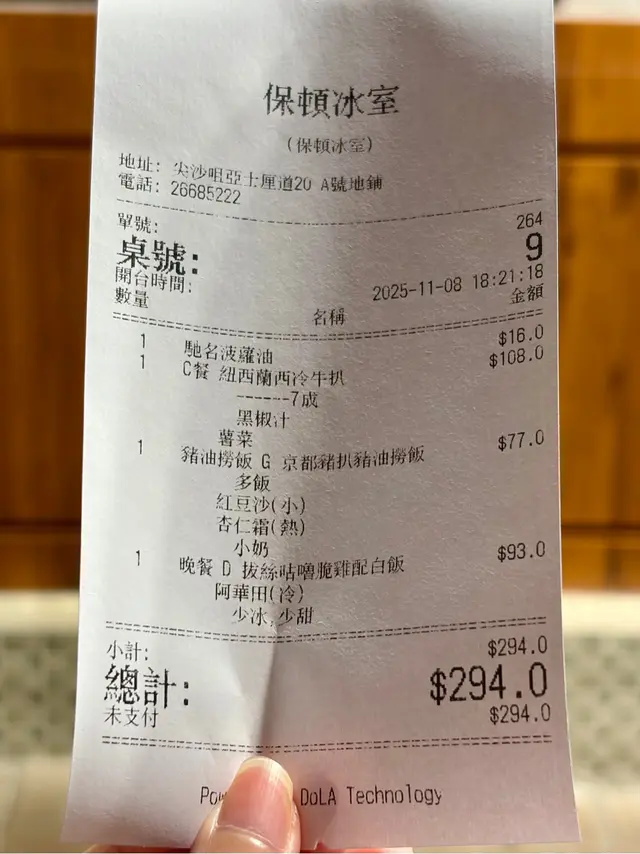 保頓冰室
(保頓冰室)
地址: 尖沙咀亞士厘道20 A號地鋪
電話: 26685222
單號: 264
桌號: 9
開台時間: 2025-11-08 18:21:18
數量 名稱 金額
1 馳名波蘿油 $16.0
1 C餐 紐西蘭西冷牛扒 $108.0
------7成
黑椒汁
薯菜
1 豬油撈飯 G 京都豬扒豬油撈飯 $77.0
多飯
紅豆沙(小)
杏仁霜(熱)
小奶
1 晚餐 D 拔絲咕嚕脆雞配白飯 $93.0
阿華田(冷)
少冰,少甜
小計: $294.0
總計: $294.0
未支付 $294.0
DoLA Technology